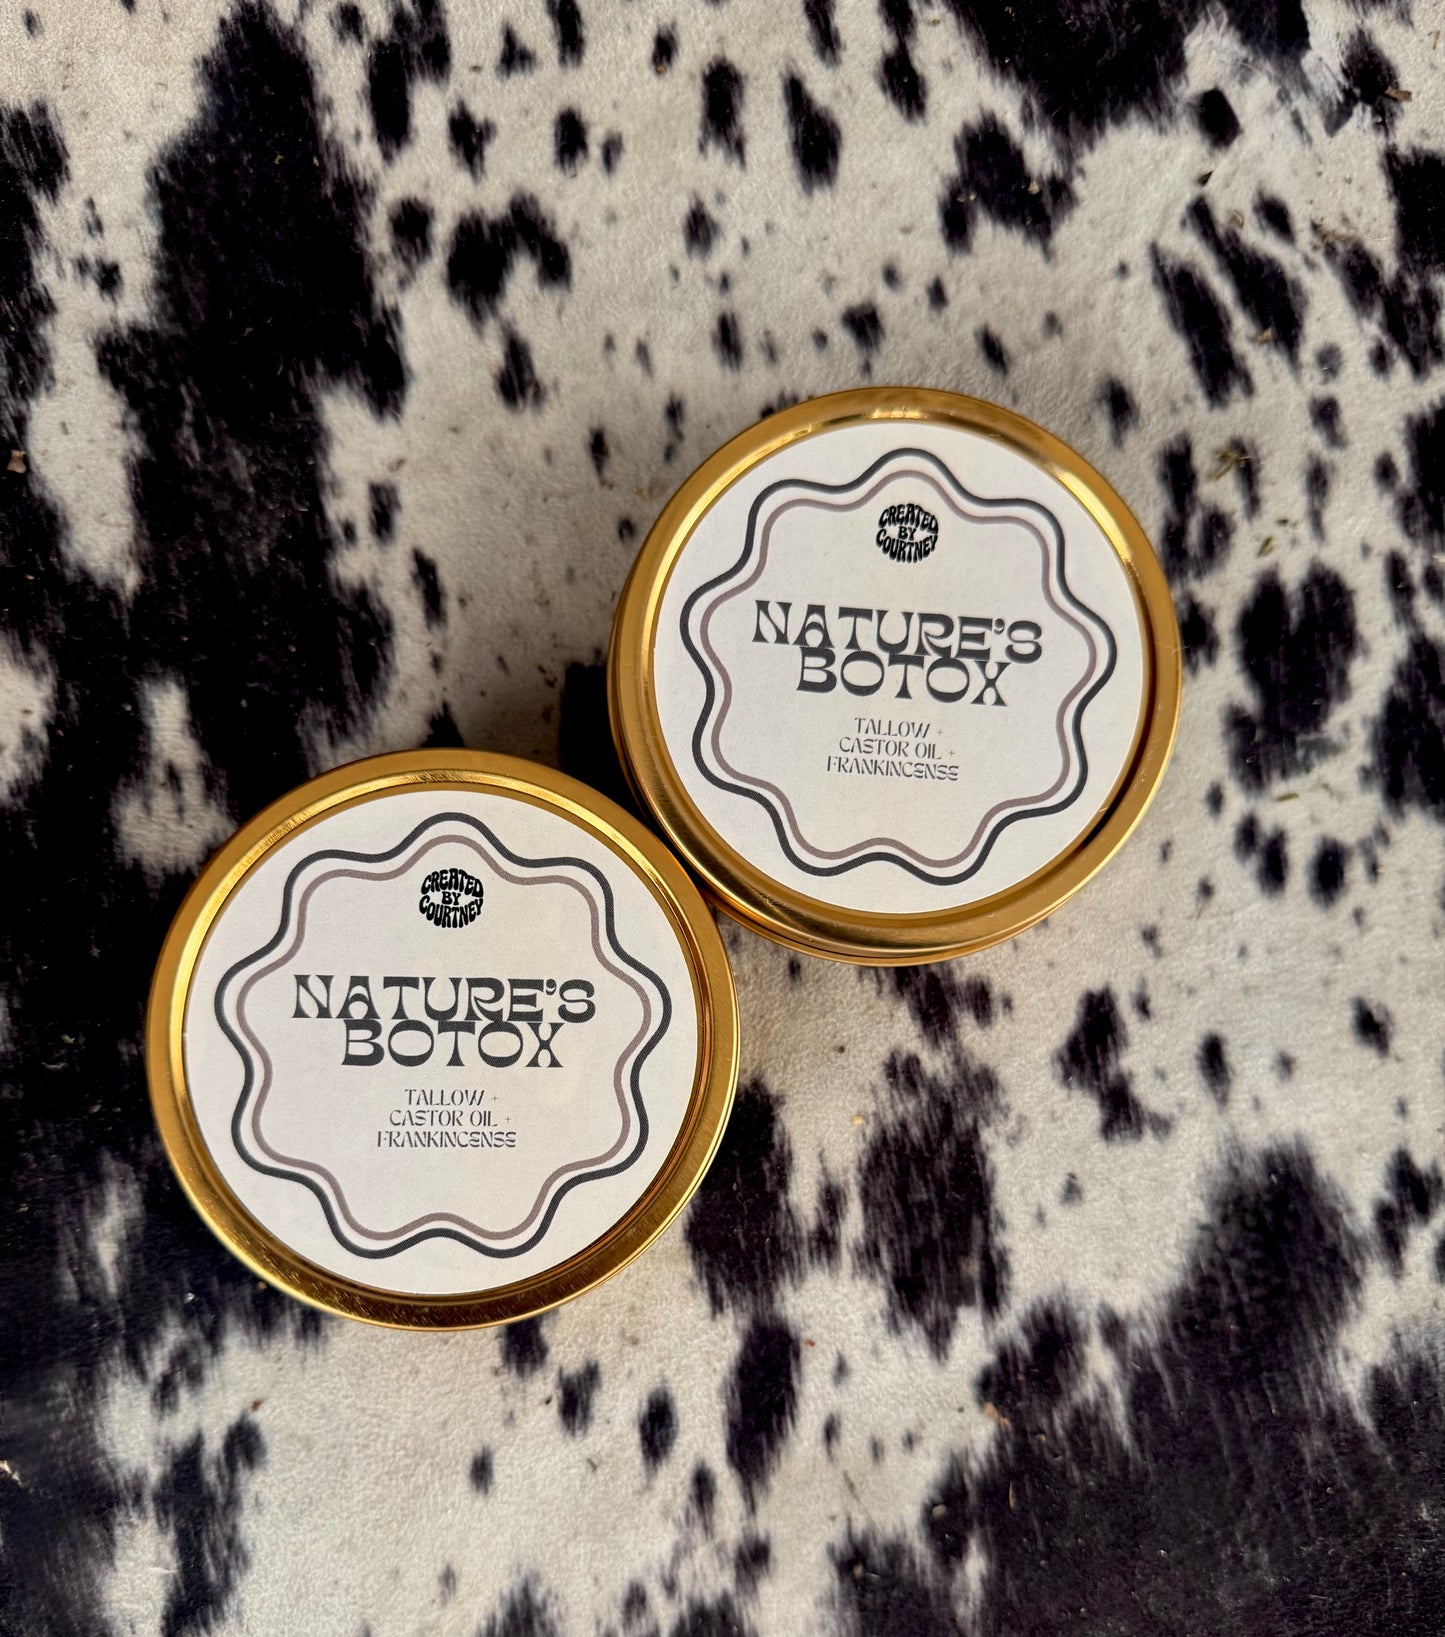 CREATED
BY
COURTNEY
NATURE'S
BOTOX
TALLOW +
CASTOR OIL +
FRANKINCENSE
CREATED
BY
COURTNEY
NATURE'S
BOTOX
TALLOW +
CASTOR OIL +
FRANKINCENSE